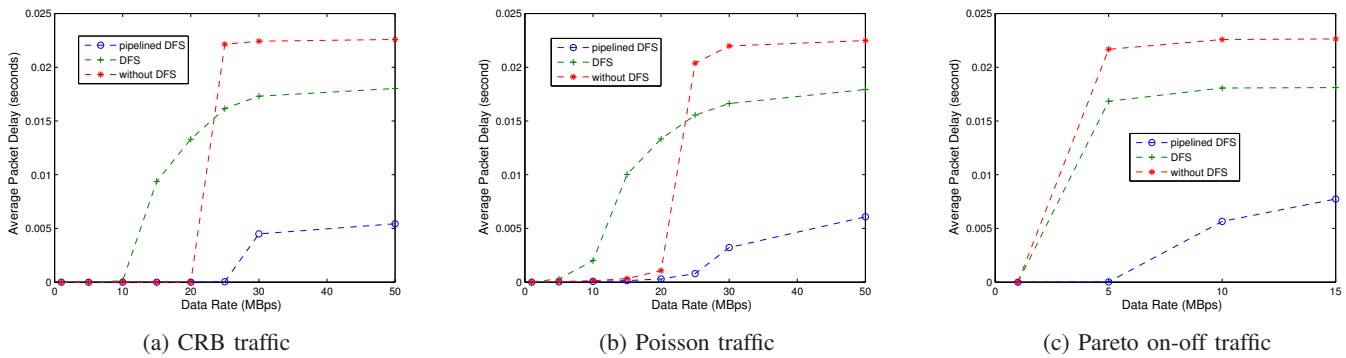 0.025
0.02
0.015
0.01
0.005
0
Average Packet Delay (seconds)
pipelined DFS
DFS
without DFS
0 10 20 30 40 50
Data Rate (MBps)
(a) CRB traffic
0.025
0.02
0.015
0.01
0.005
0
Average Packet Delay (second)
pipelined DFS
DFS
without DFS
0 10 20 30 40 50
Data Rate (MBps)
(b) Poisson traffic
0.025
0.02
0.015
0.01
0.005
0
Average Packet Delay (second)
pipelined DFS
DFS
without DFS
0 5 10 15
Data Rate (MBps)
(c) Pareto on-off traffic